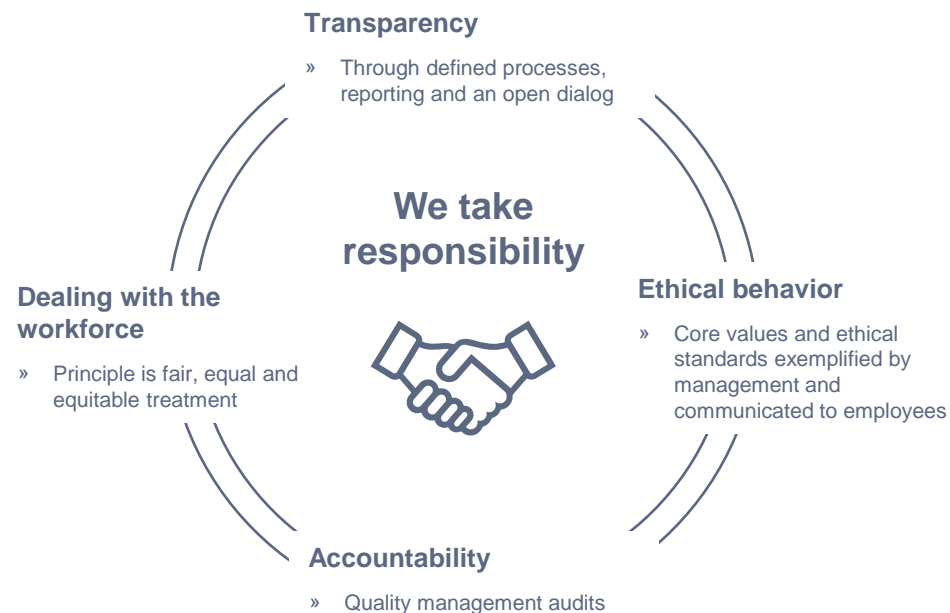 Transparency
» Through defined processes,
reporting and an open dialog
We take
responsibility
Dealing with the
workforce
» Principle is fair, equal and
equitable treatment
Ethical behavior
» Core values and ethical
standards exemplified by
management and
communicated to employees
Accountability
» Quality management audits